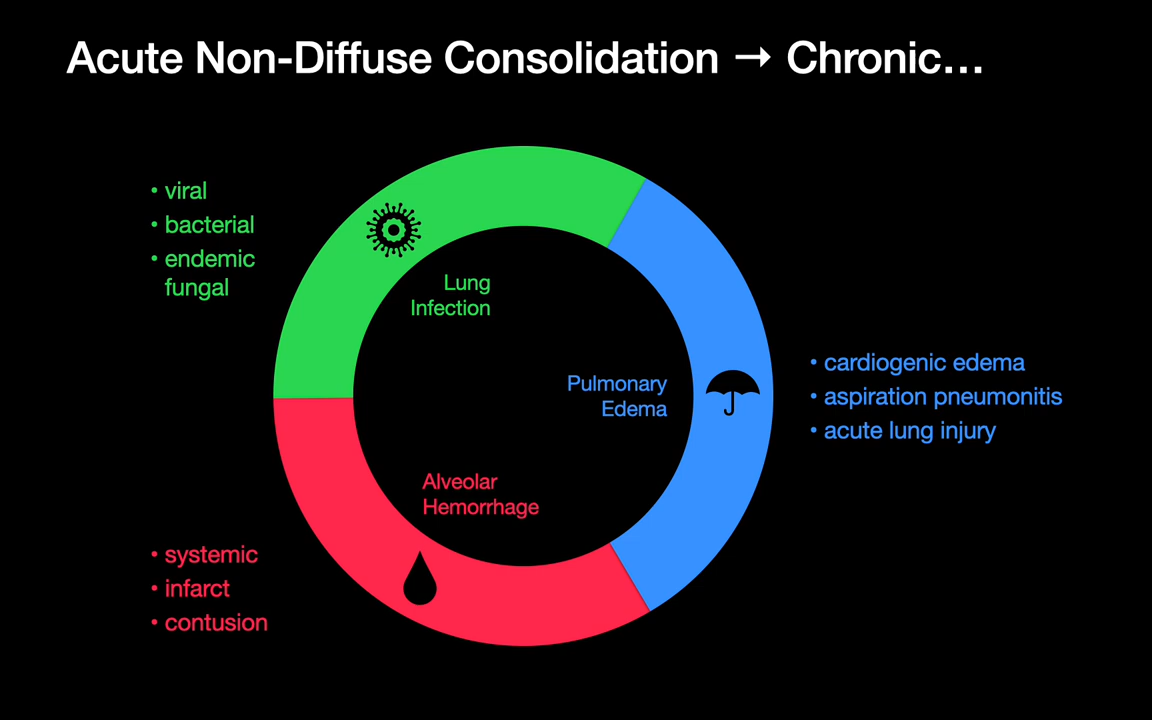 Acute Non-Diffuse Consolidation → Chronic…
• viral
• bacterial
• endemic
fungal
Lung
Infection
Pulmonary
Edema
• cardiogenic edema
• aspiration pneumonitis
• acute lung injury
Alveolar
Hemorrhage
• systemic
• infarct
• contusion